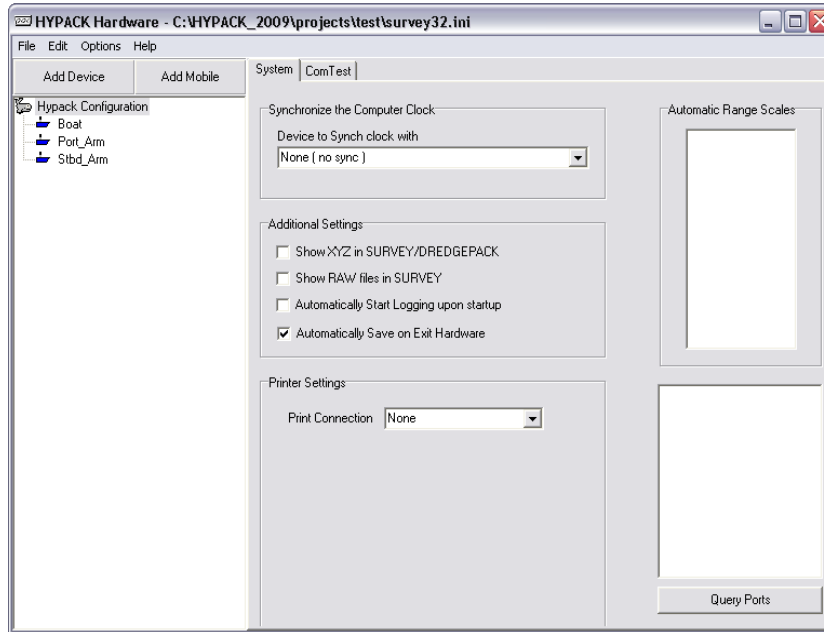 HYPACK Hardware - C:\HYPACK_2009\projects\test\survey32.ini
File Edit Options Help
Add Device Add Mobile
Hypack Configuration
Boat
Port_Arm
Stbd_Arm
System ComTest
Synchronize the Computer Clock
Device to Synch clock with
None ( no sync )
Additional Settings
Show XYZ in SURVEY/DREDGEPACK
Show RAW files in SURVEY
Automatically Start Logging upon startup
Automatically Save on Exit Hardware
Printer Settings
Print Connection None
Automatic Range Scales
Query Ports